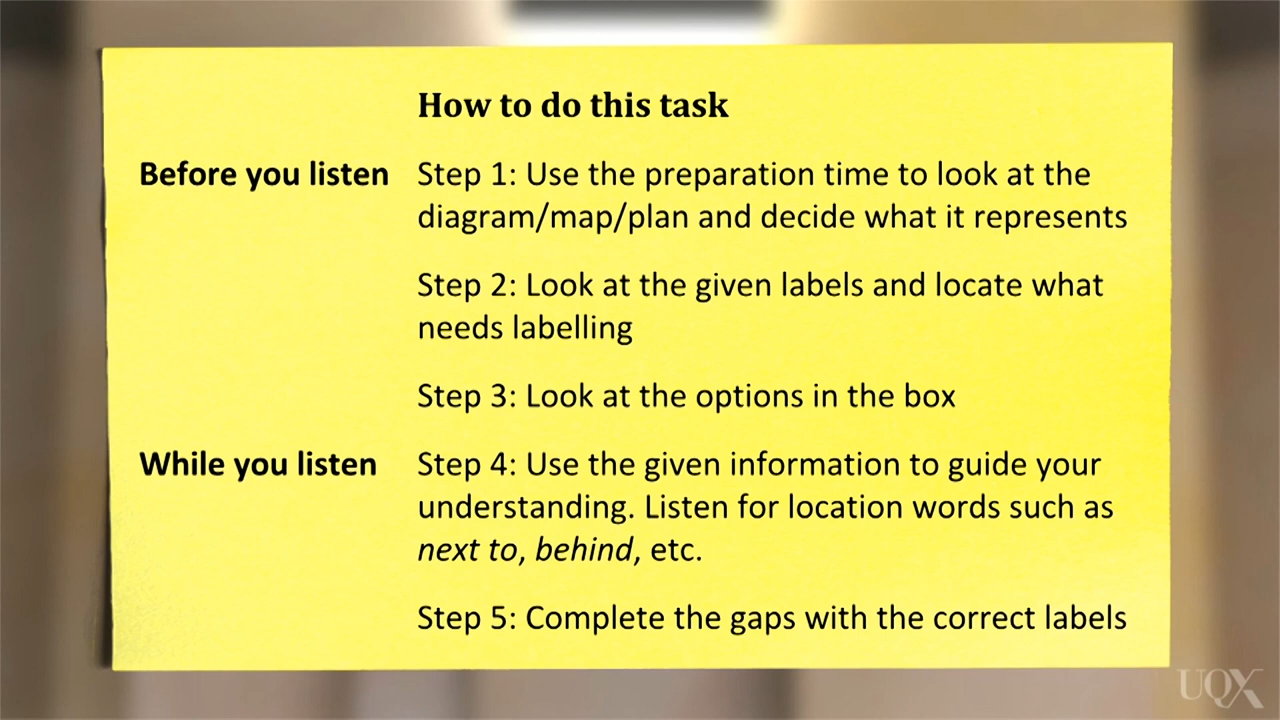 How to do this task
Before you listen Step 1: Use the preparation time to look at the
diagram/map/plan and decide what it represents
Step 2: Look at the given labels and locate what
needs labelling
Step 3: Look at the options in the box
While you listen Step 4: Use the given information to guide your
understanding. Listen for location words such as
next to, behind, etc.
Step 5: Complete the gaps with the correct labels
UQX